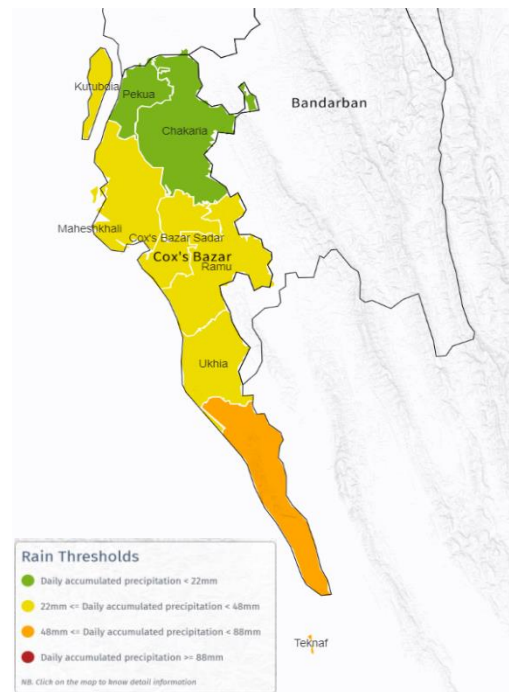 Kutubdia
Pekua
Bandarban
Chakaria
Maheshkhali
Cox's Bazar Sadar
Cox's Bazar
Ramu
Ukhia
Rain Thresholds
Daily accumulated precipitation < 22mm
22mm <= Daily accumulated precipitation < 48mm
48mm <= Daily accumulated precipitation < 88mm
Daily accumulated precipitation >= 88mm
NB. Click on the map to know detail information
Teknaf